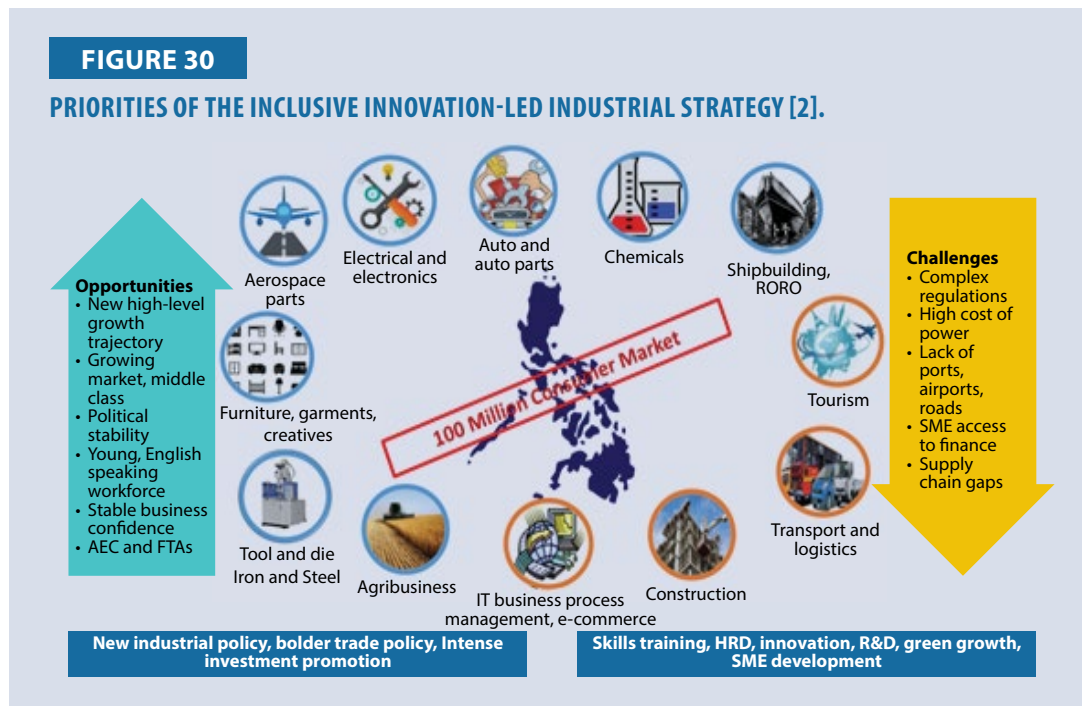 FIGURE 30
PRIORITIES OF THE INCLUSIVE INNOVATION-LED INDUSTRIAL STRATEGY [2].
Opportunities
• New high-level
growth
trajectory
• Growing
market, middle
class
• Political
stability
• Young, English
speaking
workforce
• Stable business
confidence
• AEC and FTAs
Aerospace
parts
Electrical and
electronics
Auto and
auto parts
Chemicals
Shipbuilding,
RORO
Furniture, garments,
creatives
100 Million Consumer Market
Tourism
Tool and die
Iron and Steel
Agribusiness
IT business process
management, e-commerce
Construction
Transport and
logistics
Challenges
• Complex
regulations
• High cost of
power
• Lack of
ports,
airports,
roads
• SME access
to finance
• Supply
chain gaps
New industrial policy, bolder trade policy, Intense
investment promotion
Skills training, HRD, innovation, R&D, green growth,
SME development